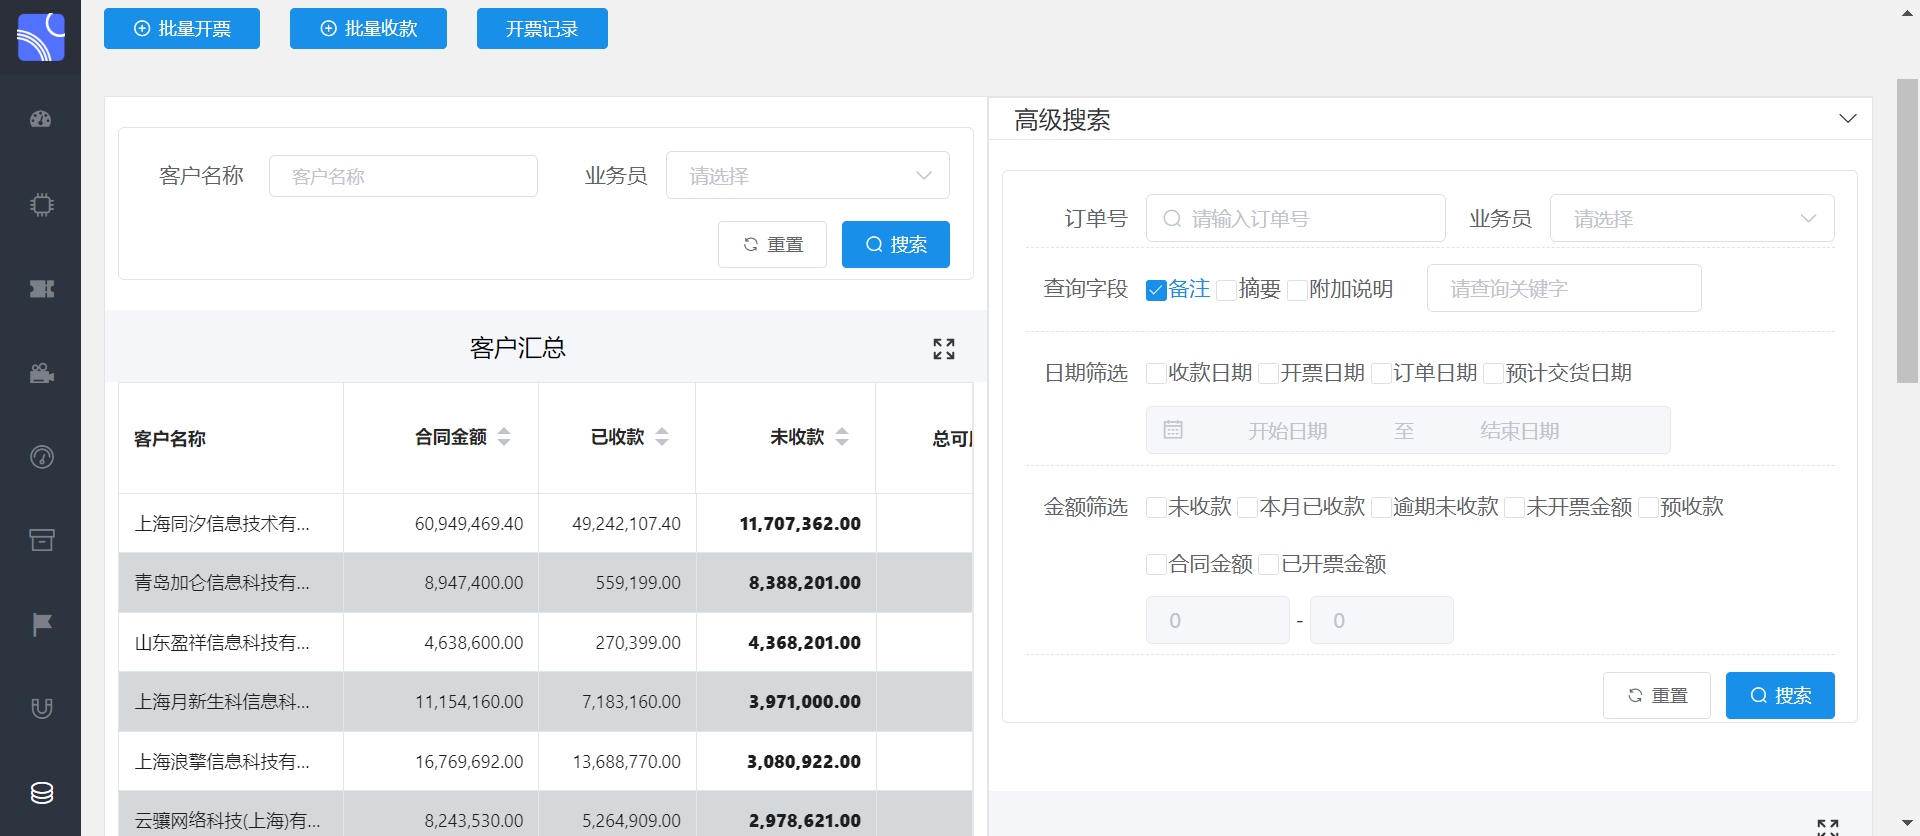 批量开票 批量收款 开票记录
客户名称 客户名称 业务员 请选择
重置 搜索
客户汇总
客户名称 合同金额 已收款 未收款
上海同汐信息技术有... 60,949,469.40 49,242,107.40 11,707,362.00
青岛加仑信息科技有... 8,947,400.00 559,199.00 8,388,201.00
山东盈祥信息科技有... 4,638,600.00 270,399.00 4,368,201.00
上海月新生科信息科... 11,154,160.00 7,183,160.00 3,971,000.00
上海浪擎信息科技有... 16,769,692.00 13,688,770.00 3,080,922.00
云骧网络科技(上海)有... 8,243,530.00 5,264,909.00 2,978,621.00
高级搜索
订单号 请输入订单号 业务员 请选择
查询字段 备注 摘要 附加说明 请查询关键字
日期筛选 收款日期 开票日期 订单日期 预计交货日期
开始日期 至 结束日期
金额筛选 未收款 本月已收款 逾期未收款 未开票金额 预收款
合同金额 已开票金额
0 - 0
重置 搜索